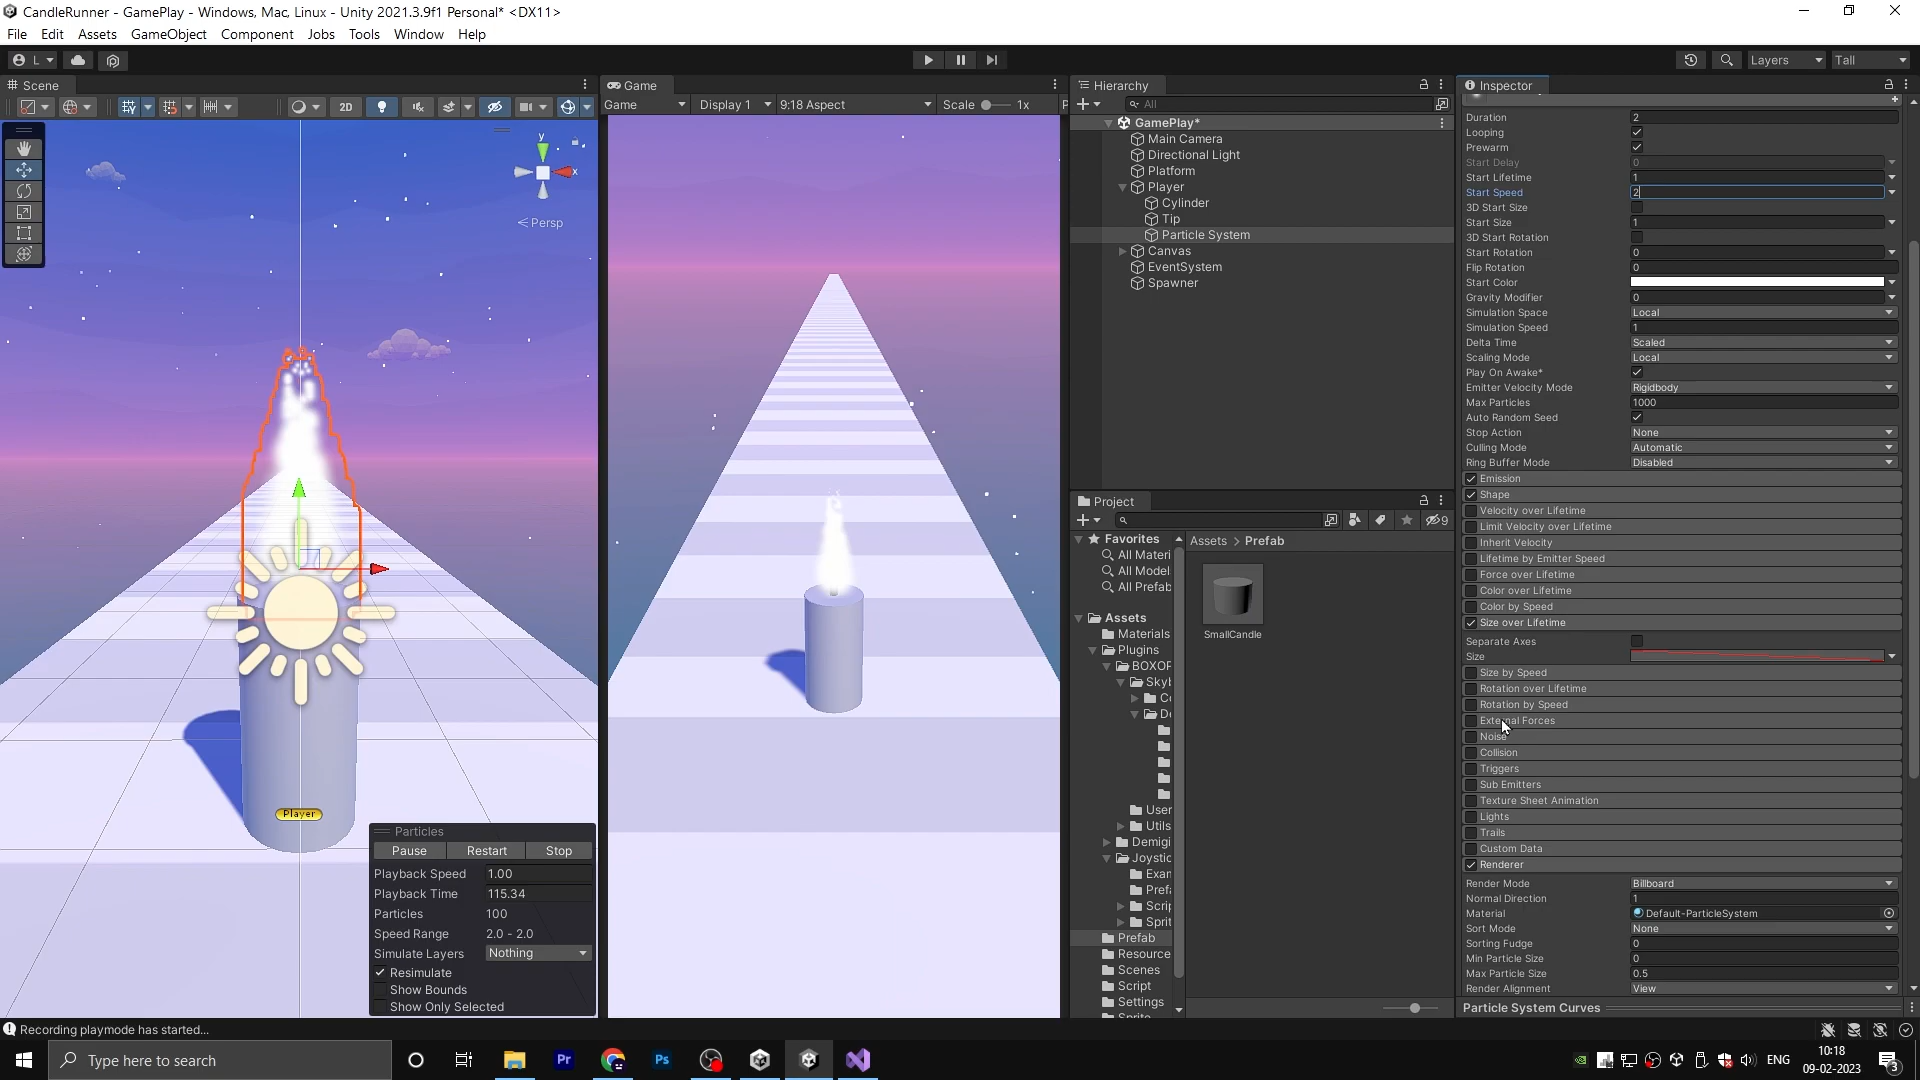 CandleRunner - GamePlay - Windows, Mac, Linux - Unity 2021.3.9f1 Personal* <DX11>
File Edit Assets GameObject Component Jobs Tools Window Help
L
Layers
Tall
Scene
2D
y
x
Persp
Player
Particles
Pause Restart Stop
Playback Speed 1.00
Playback Time 115.34
Particles 100
Speed Range 2.0 - 2.0
Simulate Layers Nothing
Resimulate
Show Bounds
Show Only Selected
Game
Game Display 1 9:18 Aspect Scale 1x
Hierarchy
All
GamePlay*
Main Camera
Directional Light
Platform
Player
Cylinder
Tip
Particle System
Canvas
EventSystem
Spawner
Project
9
Favorites
All Materi
All Model
All Prefab
Assets
Materials
Plugins
BOXOP
Skyb
Co
De
User
Utils
Demigi
Joystic
Exam
Prefa
Scrip
Sprit
Prefab
Resource
Scenes
Script
Settings
Assets > Prefab
SmallCandle
Inspector
Duration 2
Looping
Prewarm
Start Delay 0
Start Lifetime 1
Start Speed 2
3D Start Size
Start Size 1
3D Start Rotation
Start Rotation 0
Flip Rotation 0
Start Color
Gravity Modifier 0
Simulation Space Local
Simulation Speed 1
Delta Time Scaled
Scaling Mode Local
Play On Awake*
Emitter Velocity Mode Rigidbody
Max Particles 1000
Auto Random Seed
Stop Action None
Culling Mode Automatic
Ring Buffer Mode Disabled
Emission
Shape
Velocity over Lifetime
Limit Velocity over Lifetime
Inherit Velocity
Lifetime by Emitter Speed
Force over Lifetime
Color over Lifetime
Color by Speed
Size over Lifetime
Separate Axes
Size
Size by Speed
Rotation over Lifetime
Rotation by Speed
External Forces
Noise
Collision
Triggers
Sub Emitters
Texture Sheet Animation
Lights
Trails
Custom Data
Renderer
Render Mode Billboard
Normal Direction 1
Material Default-ParticleSystem
Sort Mode None
Sorting Fudge 0
Min Particle Size 0
Max Particle Size 0.5
Render Alignment View
Particle System Curves
Recording playmode has started...
Type here to search
Pr
Ps
ENG
10:18
09-02-2023
3